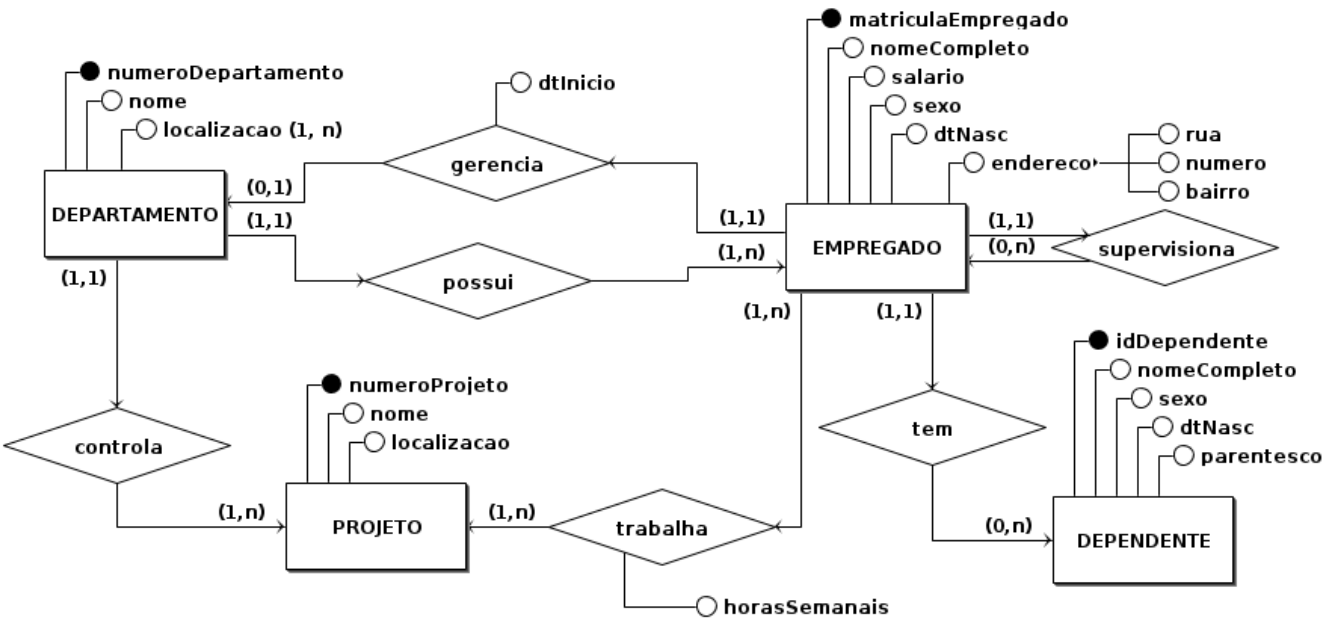 matriculaEmpregado
nomeCompleto
salario
sexo
dtNasc
endereco
rua
numero
bairro
numeroDepartamento
nome
localizacao (1, n)
dtInicio
gerencia
DEPARTAMENTO
(0,1)
(1,1)
(1,1)
(1,1)
possui
(1,n)
EMPREGADO
(1,1)
(0,n)
supervisiona
(1,n)
(1,1)
idDependente
nomeCompleto
sexo
dtNasc
parentesco
numeroProjeto
nome
localizacao
controla
tem
(1,n)
PROJETO
(1,n)
trabalha
(0,n)
DEPENDENTE
horasSemanais